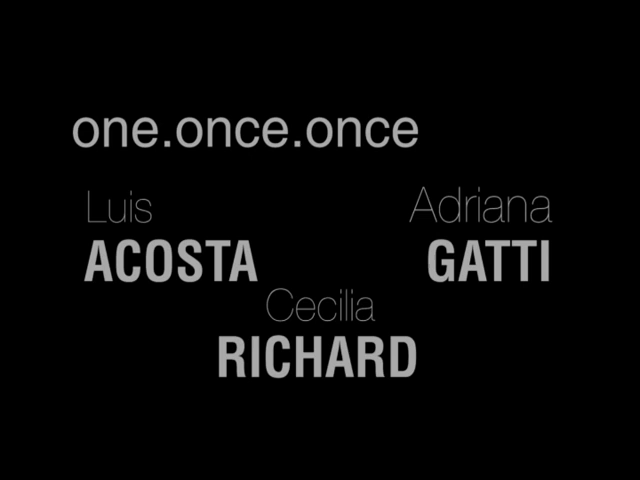 one.once.once
Luis
ACOSTA
Adriana
GATTI
Cecilia
RICHARD